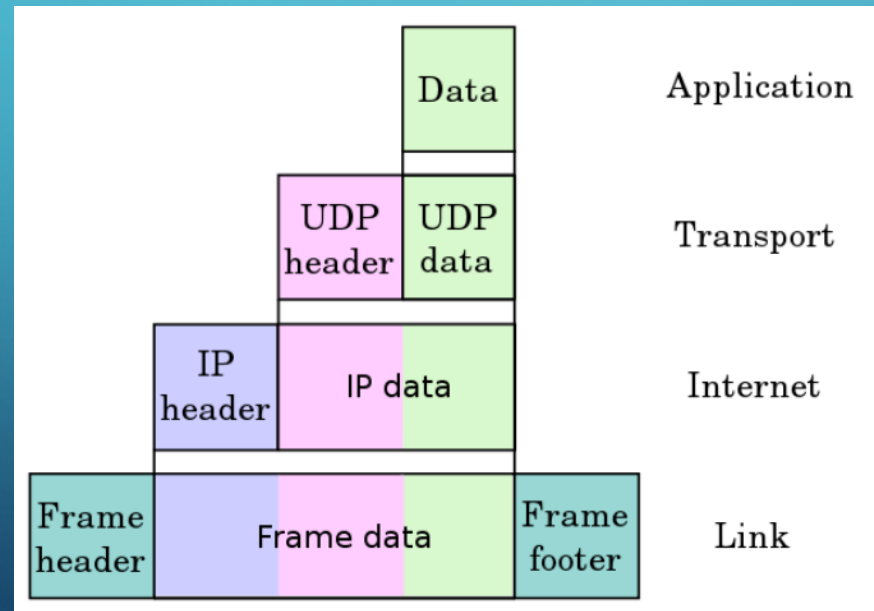 Data
Application
UDP
header
UDP
data
Transport
IP
header
IP data
Internet
Frame
header
Frame data
Frame
footer
Link